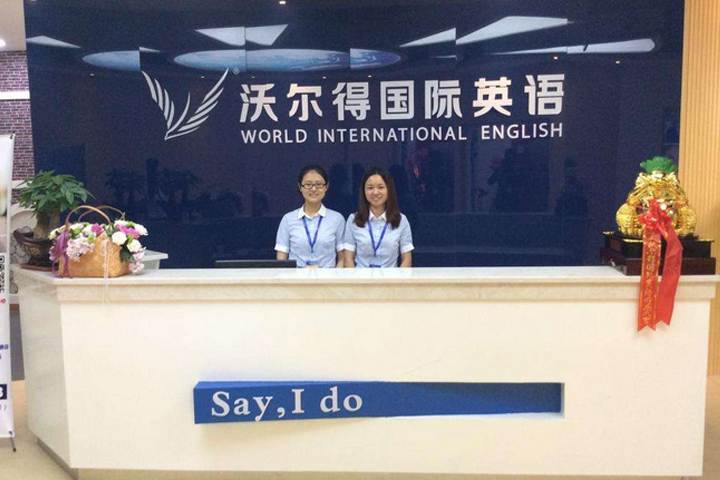 沃尔得国际英语
WORLD INTERNATIONAL ENGLISH
Say, I do